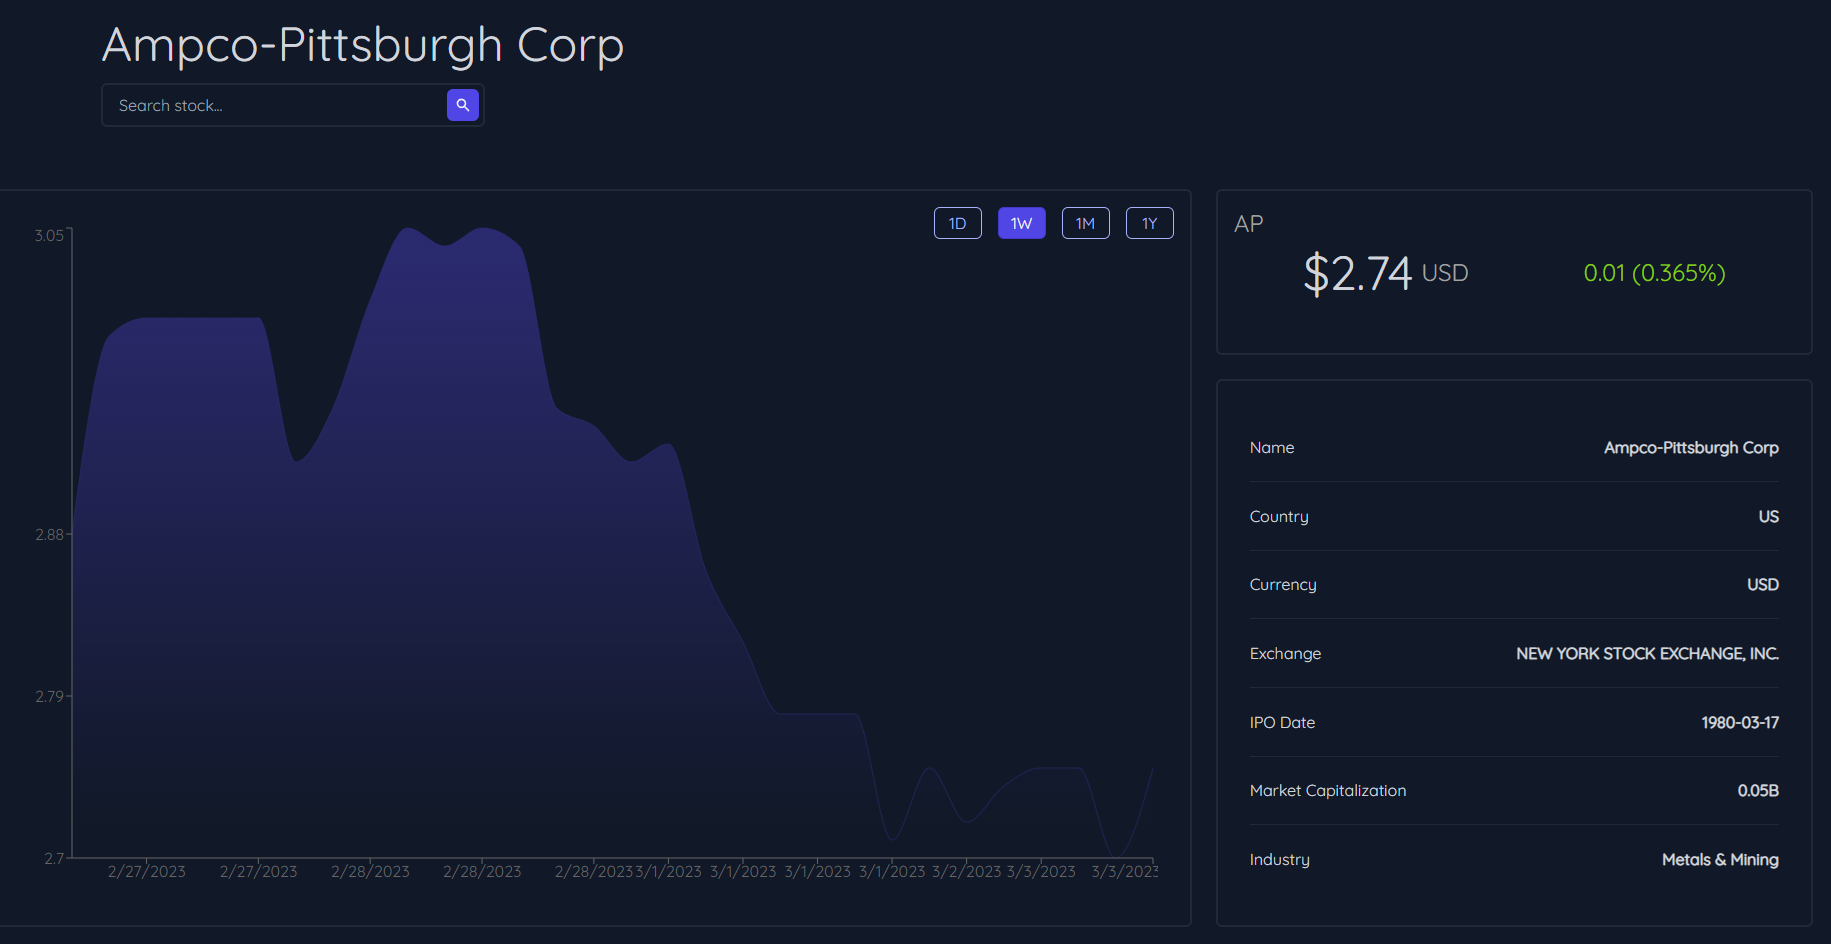 Ampco-Pittsburgh Corp
Search stock...
1D 1W 1M 1Y
3.05
2.88
2.79
2.7
2/27/2023 2/27/2023 2/28/2023 2/28/2023 2/28/2023 3/1/2023 3/1/2023 3/1/2023 3/1/2023 3/2/2023 3/3/2023 3/3/2023
AP
$2.74 USD 0.01 (0.365%)
Name Ampco-Pittsburgh Corp
Country US
Currency USD
Exchange NEW YORK STOCK EXCHANGE, INC.
IPO Date 1980-03-17
Market Capitalization 0.05B
Industry Metals & Mining